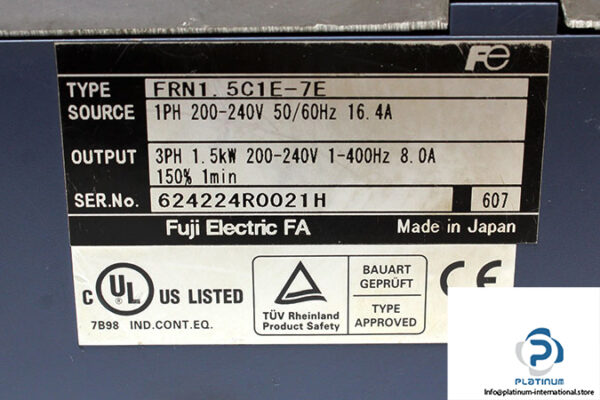 Fe
TYPE FRN1.5C1E-7E
SOURCE 1PH 200-240V 50/60Hz 16.4A
OUTPUT 3PH 1.5kW 200-240V 1-400Hz 8.0A
150% 1min
SER.No. 624224R0021H 607
Fuji Electric FA Made in Japan
C UL US LISTED
7B98 IND.CONT.EQ.
TÜV Rheinland
Product Safety
BAUART
GEPRÜFT
TYPE
APPROVED
CE
PLATINUM
Info@platinum-international.store